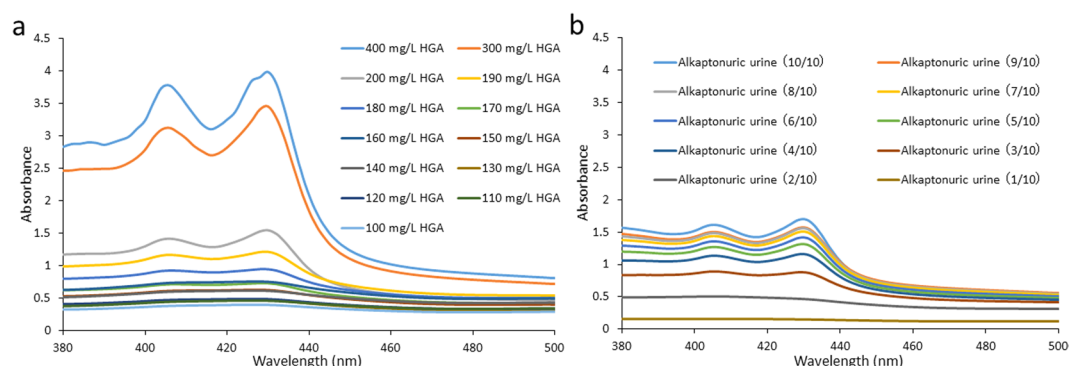 a
4.5
4
3.5
3
2.5
2
1.5
1
0.5
0
Absorbance
380
400
420
440
460
480
500
Wavelength (nm)
400 mg/L HGA
300 mg/L HGA
200 mg/L HGA
190 mg/L HGA
180 mg/L HGA
170 mg/L HGA
160 mg/L HGA
150 mg/L HGA
140 mg/L HGA
130 mg/L HGA
120 mg/L HGA
110 mg/L HGA
100 mg/L HGA
b
4.5
4
3.5
3
2.5
2
1.5
1
0.5
0
Absorbance
380
400
420
440
460
480
500
Wavelength (nm)
Alkaptonuric urine（10/10）
Alkaptonuric urine（9/10）
Alkaptonuric urine（8/10）
Alkaptonuric urine（7/10）
Alkaptonuric urine（6/10）
Alkaptonuric urine（5/10）
Alkaptonuric urine（4/10）
Alkaptonuric urine（3/10）
Alkaptonuric urine（2/10）
Alkaptonuric urine（1/10）